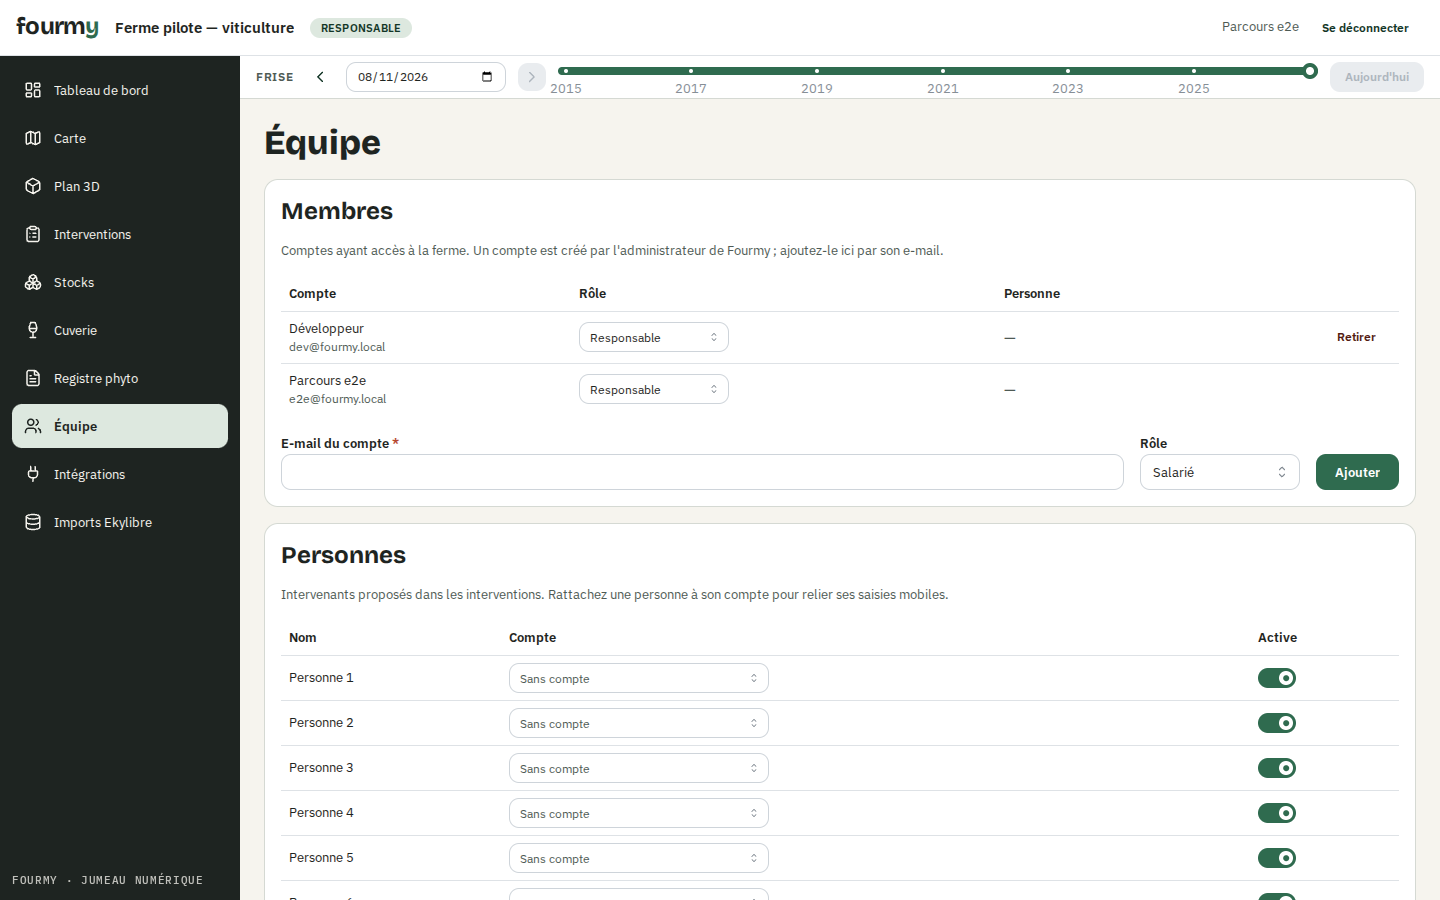 fourmy
Ferme pilote — viticulture
RESPONSABLE
Parcours e2e
Se déconnecter
Tableau de bord
Carte
Plan 3D
Interventions
Stocks
Cuverie
Registre phyto
Équipe
Intégrations
Imports Ekylibre
FOURMY · JUMEAU NUMÉRIQUE
FRISE
08/11/2026
2015 2017 2019 2021 2023 2025
Aujourd'hui
Équipe
Membres
Comptes ayant accès à la ferme. Un compte est créé par l'administrateur de Fourmy ; ajoutez-le ici par son e-mail.
Compte Rôle Personne
Développeur
dev@fourmy.local
Responsable
—
Retirer
Parcours e2e
e2e@fourmy.local
Responsable
—
E-mail du compte *
Rôle
Salarié
Ajouter
Personnes
Intervenants proposés dans les interventions. Rattachez une personne à son compte pour relier ses saisies mobiles.
Nom Compte Active
Personne 1 Sans compte
Personne 2 Sans compte
Personne 3 Sans compte
Personne 4 Sans compte
Personne 5 Sans compte